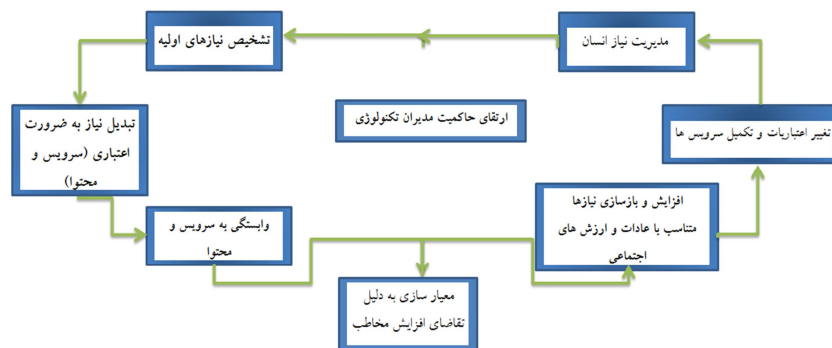 تشخیص نیازهای اولیه
مدیریت نیاز انسان
تبدیل نیاز به ضرورت
اعتباری (سرویس و
محتوا)
ارتقای حاکمیت مدیران تکنولوژی
تغییر اعتباریات و تکمیل سرویس ها
وابستگی به سرویس و
محتوا
افزایش و بازسازی نیازها
متناسب با عادات و ارزش های
اجتماعی
معیار سازی به دلیل
تقاضای افزایش مخاطب